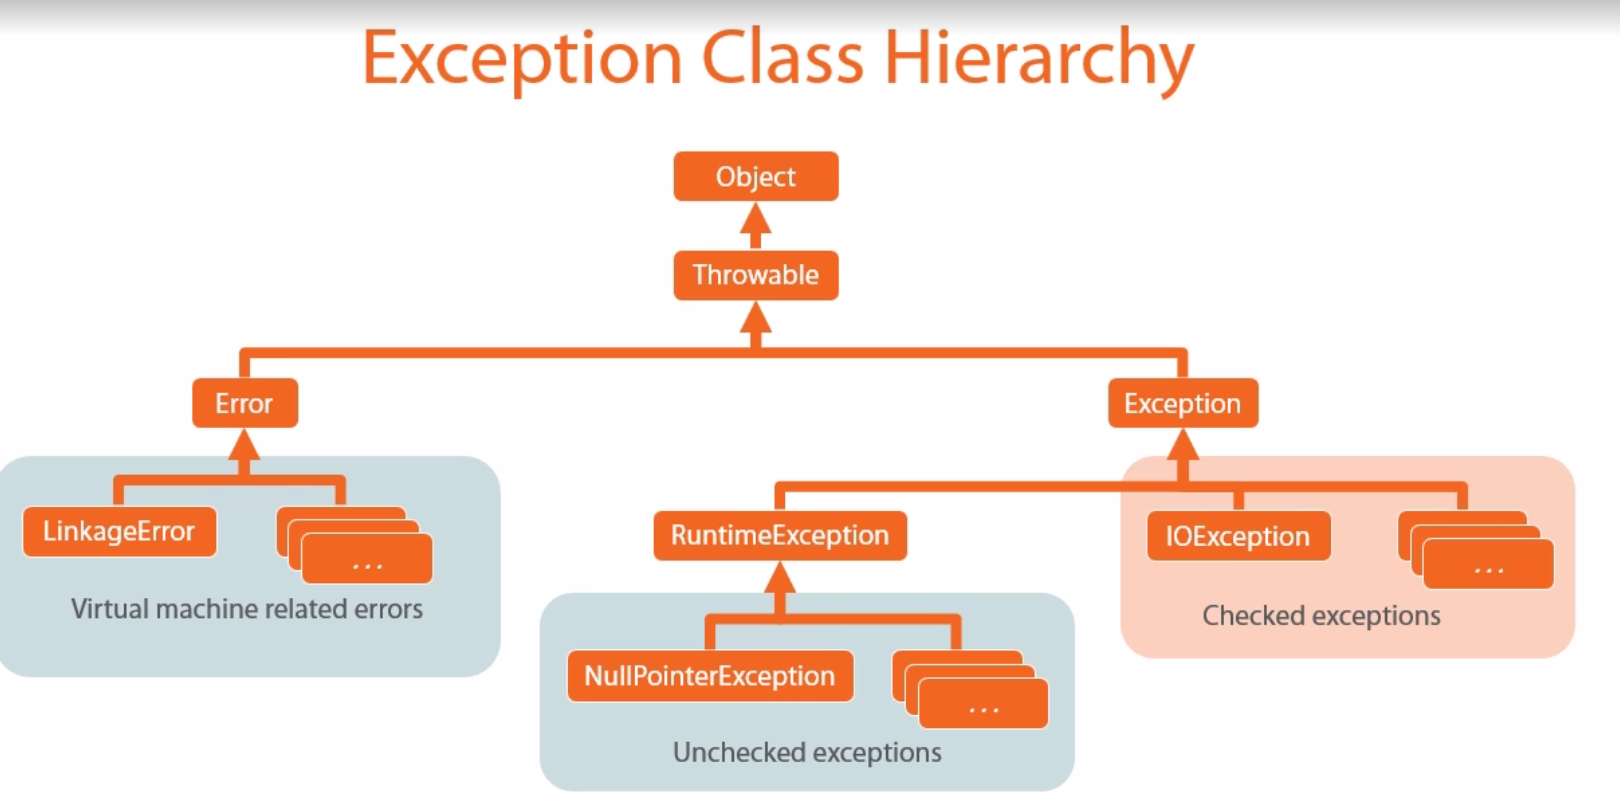 Exception Class Hierarchy
Object
Throwable
Error
Exception
LinkageError
...
Virtual machine related errors
RuntimeException
IOException
...
Checked exceptions
NullPointerException
...
Unchecked exceptions